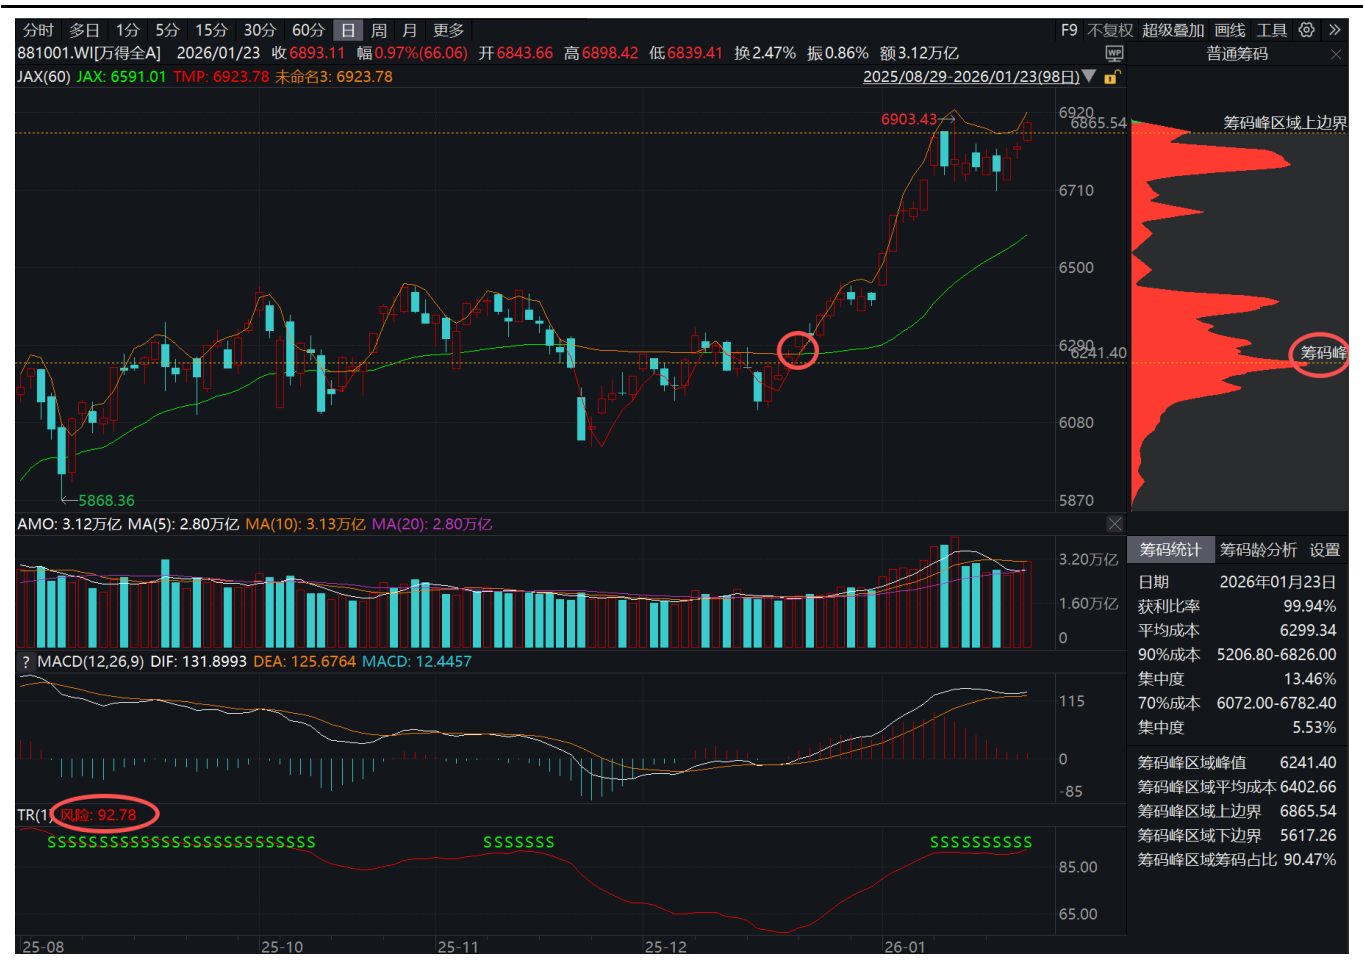 分时 多日 1分 5分 15分 30分 60分 日 周 月 更多 F9 不复权 超级叠加 画线 工具
881001.WI[万得全A] 2026/01/23 收6893.11 幅0.97%(66.06) 开6843.66 高6898.42 低6839.41 换2.47% 振0.86% 额3.12万亿 WP 普通筹码
JAX(60) JAX: 6591.01 TMP: 6923.78 未命名3: 6923.78 2025/08/29-2026/01/23(98日)
6920
6865.54
6903.43
筹码峰区域上边界
6710
6500
6290
6241.40
筹码峰
6080
5870
5868.36
AMO: 3.12万亿 MA(5): 2.80万亿 MA(10): 3.13万亿 MA(20): 2.80万亿
3.20万亿
1.60万亿
0
? MACD(12,26,9) DIF: 131.8993 DEA: 125.6764 MACD: 12.4457
115
0
-85
TR(1) 风险: 92.78
SSSSSSSSSSSSSSSSSSSSSSSSSS SSSSSSS SSSSSSSSSS
85.00
65.00
25-08 25-10 25-11 25-12 26-01
筹码统计 筹码龄分析 设置
日期 2026年01月23日
获利比率 99.94%
平均成本 6299.34
90%成本 5206.80-6826.00
集中度 13.46%
70%成本 6072.00-6782.40
集中度 5.53%
筹码峰区域峰值 6241.40
筹码峰区域平均成本 6402.66
筹码峰区域上边界 6865.54
筹码峰区域下边界 5617.26
筹码峰区域筹码占比 90.47%